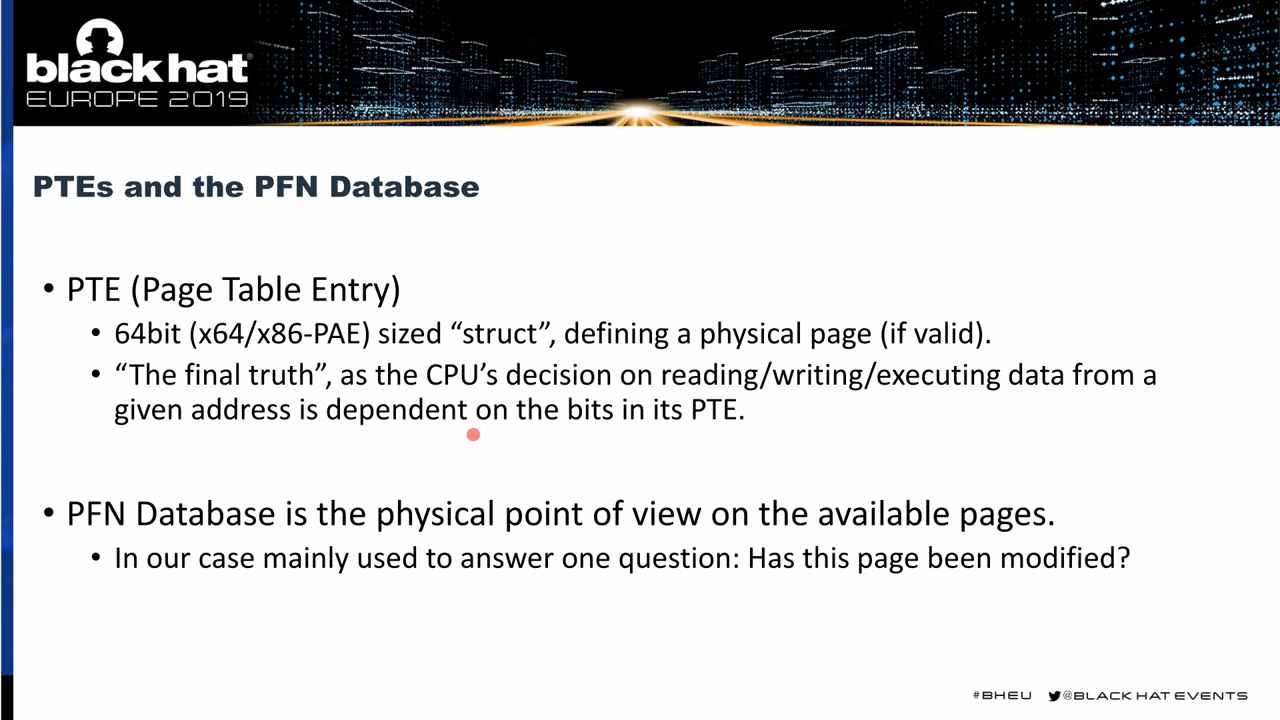 black hat
EUROPE 2019
PTEs and the PFN Database
• PTE (Page Table Entry)
• 64bit (x64/x86-PAE) sized “struct”, defining a physical page (if valid).
• “The final truth”, as the CPU’s decision on reading/writing/executing data from a
given address is dependent on the bits in its PTE.
• PFN Database is the physical point of view on the available pages.
• In our case mainly used to answer one question: Has this page been modified?
#BHEU @BLACK HAT EVENTS